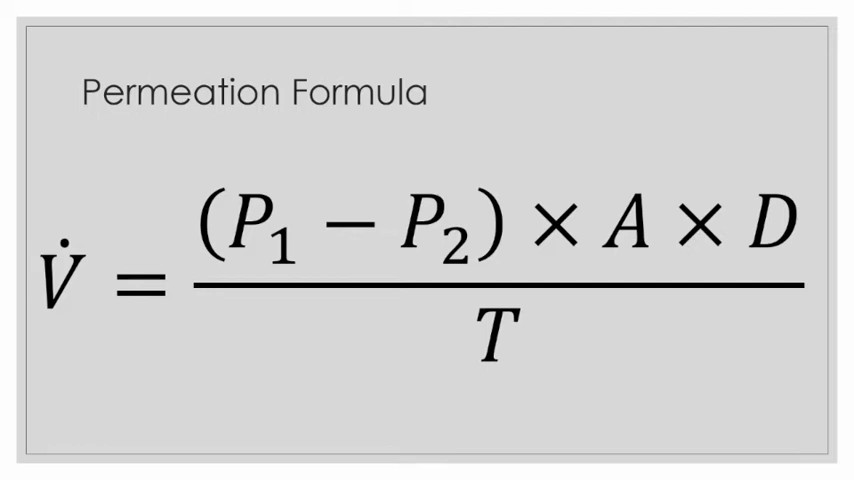 Permeation Formula
V̇ = (P₁ − P₂) × A × D
T